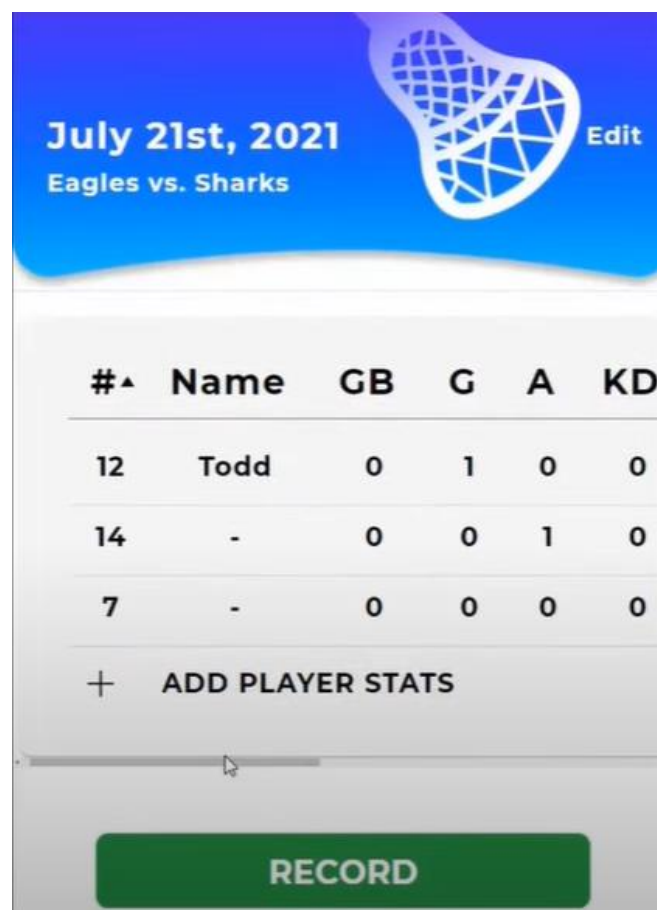 July 21st, 2021
Edit
Eagles vs. Sharks
#▲ Name GB G A KD
12 Todd 0 1 0 0
14 - 0 0 1 0
7 - 0 0 0 0
+ ADD PLAYER STATS
RECORD